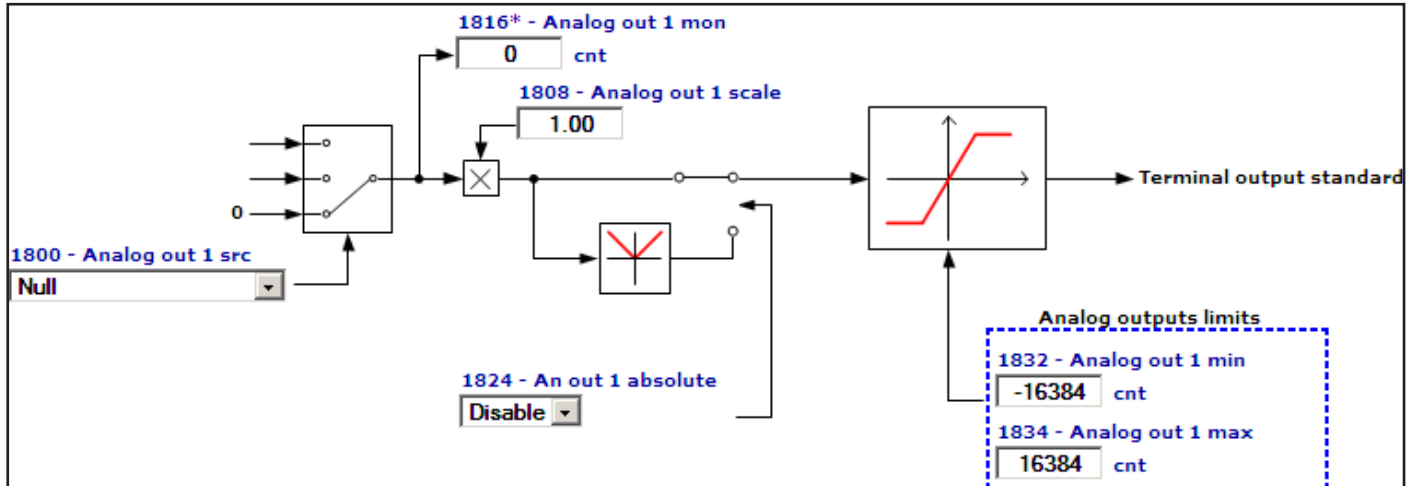 1816* - Analog out 1 mon
0 cnt
1808 - Analog out 1 scale
1.00
Terminal output standard
0
1800 - Analog out 1 src
Null
Analog outputs limits
1832 - Analog out 1 min
-16384 cnt
1824 - An out 1 absolute
Disable
1834 - Analog out 1 max
16384 cnt